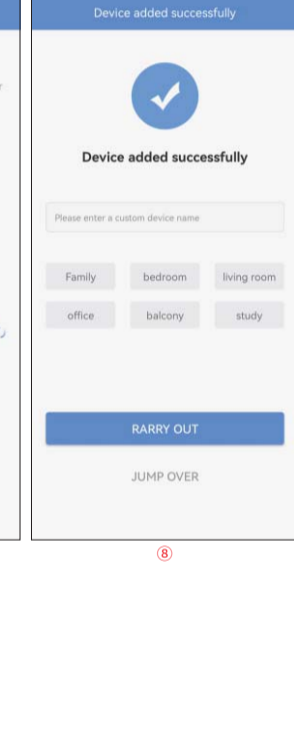 Device added successfully
Device added successfully
Please enter a custom device name
Family bedroom living room
office balcony study
RARRY OUT
JUMP OVER
⑧